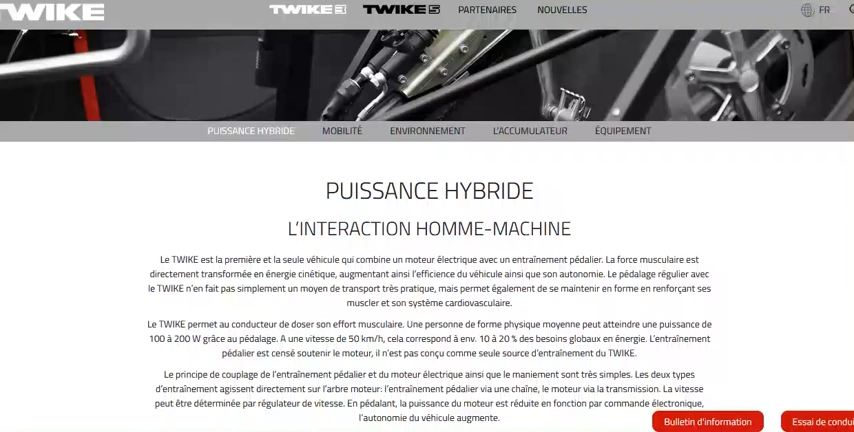 TWIKE
TWIKE 3 TWIKE 5 PARTENAIRES NOUVELLES FR
PUISSANCE HYBRIDE MOBILITÉ ENVIRONNEMENT L'ACCUMULATEUR ÉQUIPEMENT
PUISSANCE HYBRIDE
L'INTERACTION HOMME-MACHINE
Le TWIKE est la première et la seule véhicule qui combine un moteur électrique avec un entraînement pédalier. La force musculaire est
directement transformée en énergie cinétique, augmentant ainsi l'efficience du véhicule ainsi que son autonomie. Le pédalage régulier avec
le TWIKE n'en fait pas simplement un moyen de transport très pratique, mais permet également de se maintenir en forme en renforçant ses
muscler et son système cardiovasculaire.
Le TWIKE permet au conducteur de doser son effort musculaire. Une personne de forme physique moyenne peut atteindre une puissance de
100 à 200 W grâce au pédalage. A une vitesse de 50 km/h, cela correspond à env. 10 à 20 % des besoins globaux en énergie. L'entraînement
pédalier est censé soutenir le moteur, il n'est pas conçu comme seule source d'entraînement du TWIKE.
Le principe de couplage de l'entraînement pédalier et du moteur électrique ainsi que le maniement sont très simples. Les deux types
d'entraînement agissent directement sur l'arbre moteur: l'entraînement pédalier via une chaîne, le moteur via la transmission. La vitesse
peut être déterminée par régulateur de vitesse. En pédalant, la puissance du moteur est réduite en fonction par commande électronique,
l'autonomie du véhicule augmente.
Bulletin d'information Essai de condui